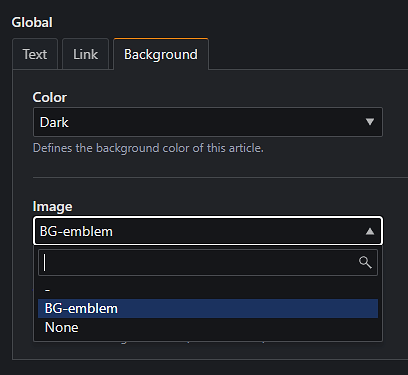 Global
Text Link Background
Color
Dark
Defines the background color of this article.
Image
BG-emblem
-
BG-emblem
None